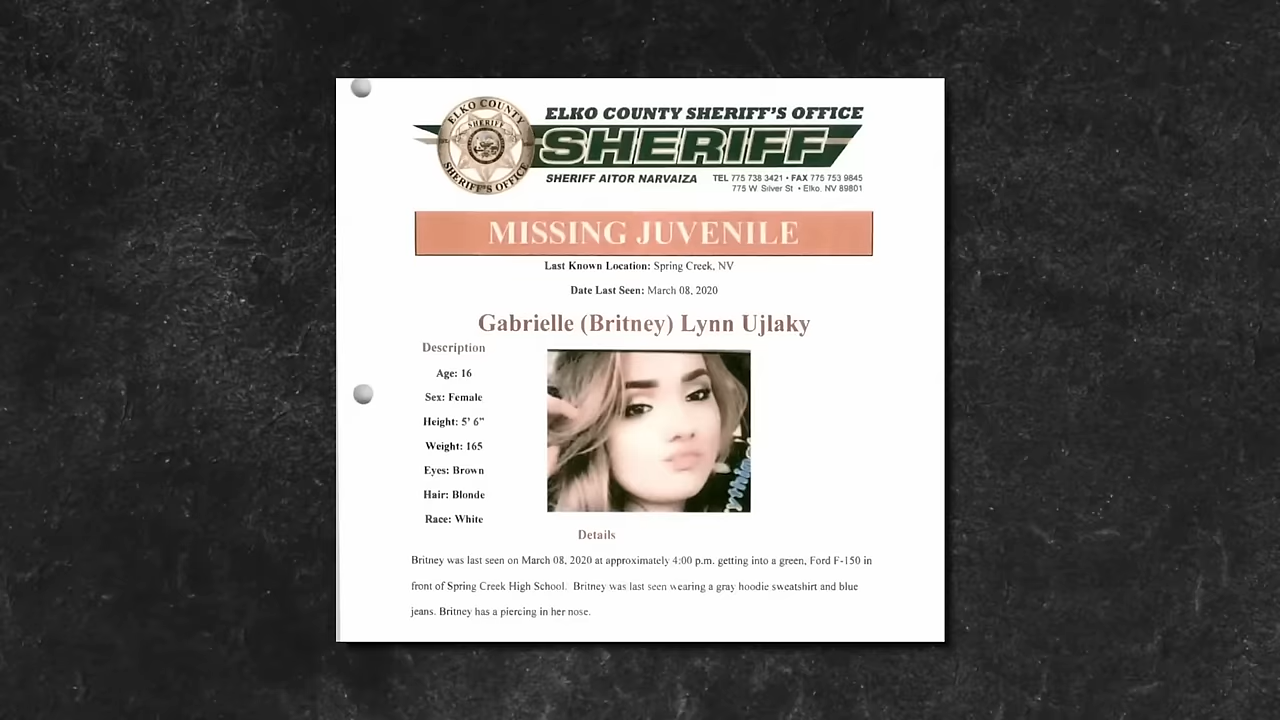 ELKO COUNTY
SHERIFF
SHERIFF'S OFFICE
ELKO COUNTY SHERIFF'S OFFICE
SHERIFF
SHERIFF AITOR NARVAIZA TEL 775 738 3421 • FAX 775 753 9845
775 W Silver St • Elko, NV 89801
MISSING JUVENILE
Last Known Location: Spring Creek, NV
Date Last Seen: March 08, 2020
Gabrielle (Britney) Lynn Ujlaky
Description
Age: 16
Sex: Female
Height: 5' 6"
Weight: 165
Eyes: Brown
Hair: Blonde
Race: White
Details
Britney was last seen on March 08, 2020 at approximately 4:00 p.m. getting into a green, Ford F-150 in
front of Spring Creek High School. Britney was last seen wearing a gray hoodie sweatshirt and blue
jeans. Britney has a piercing in her nose.